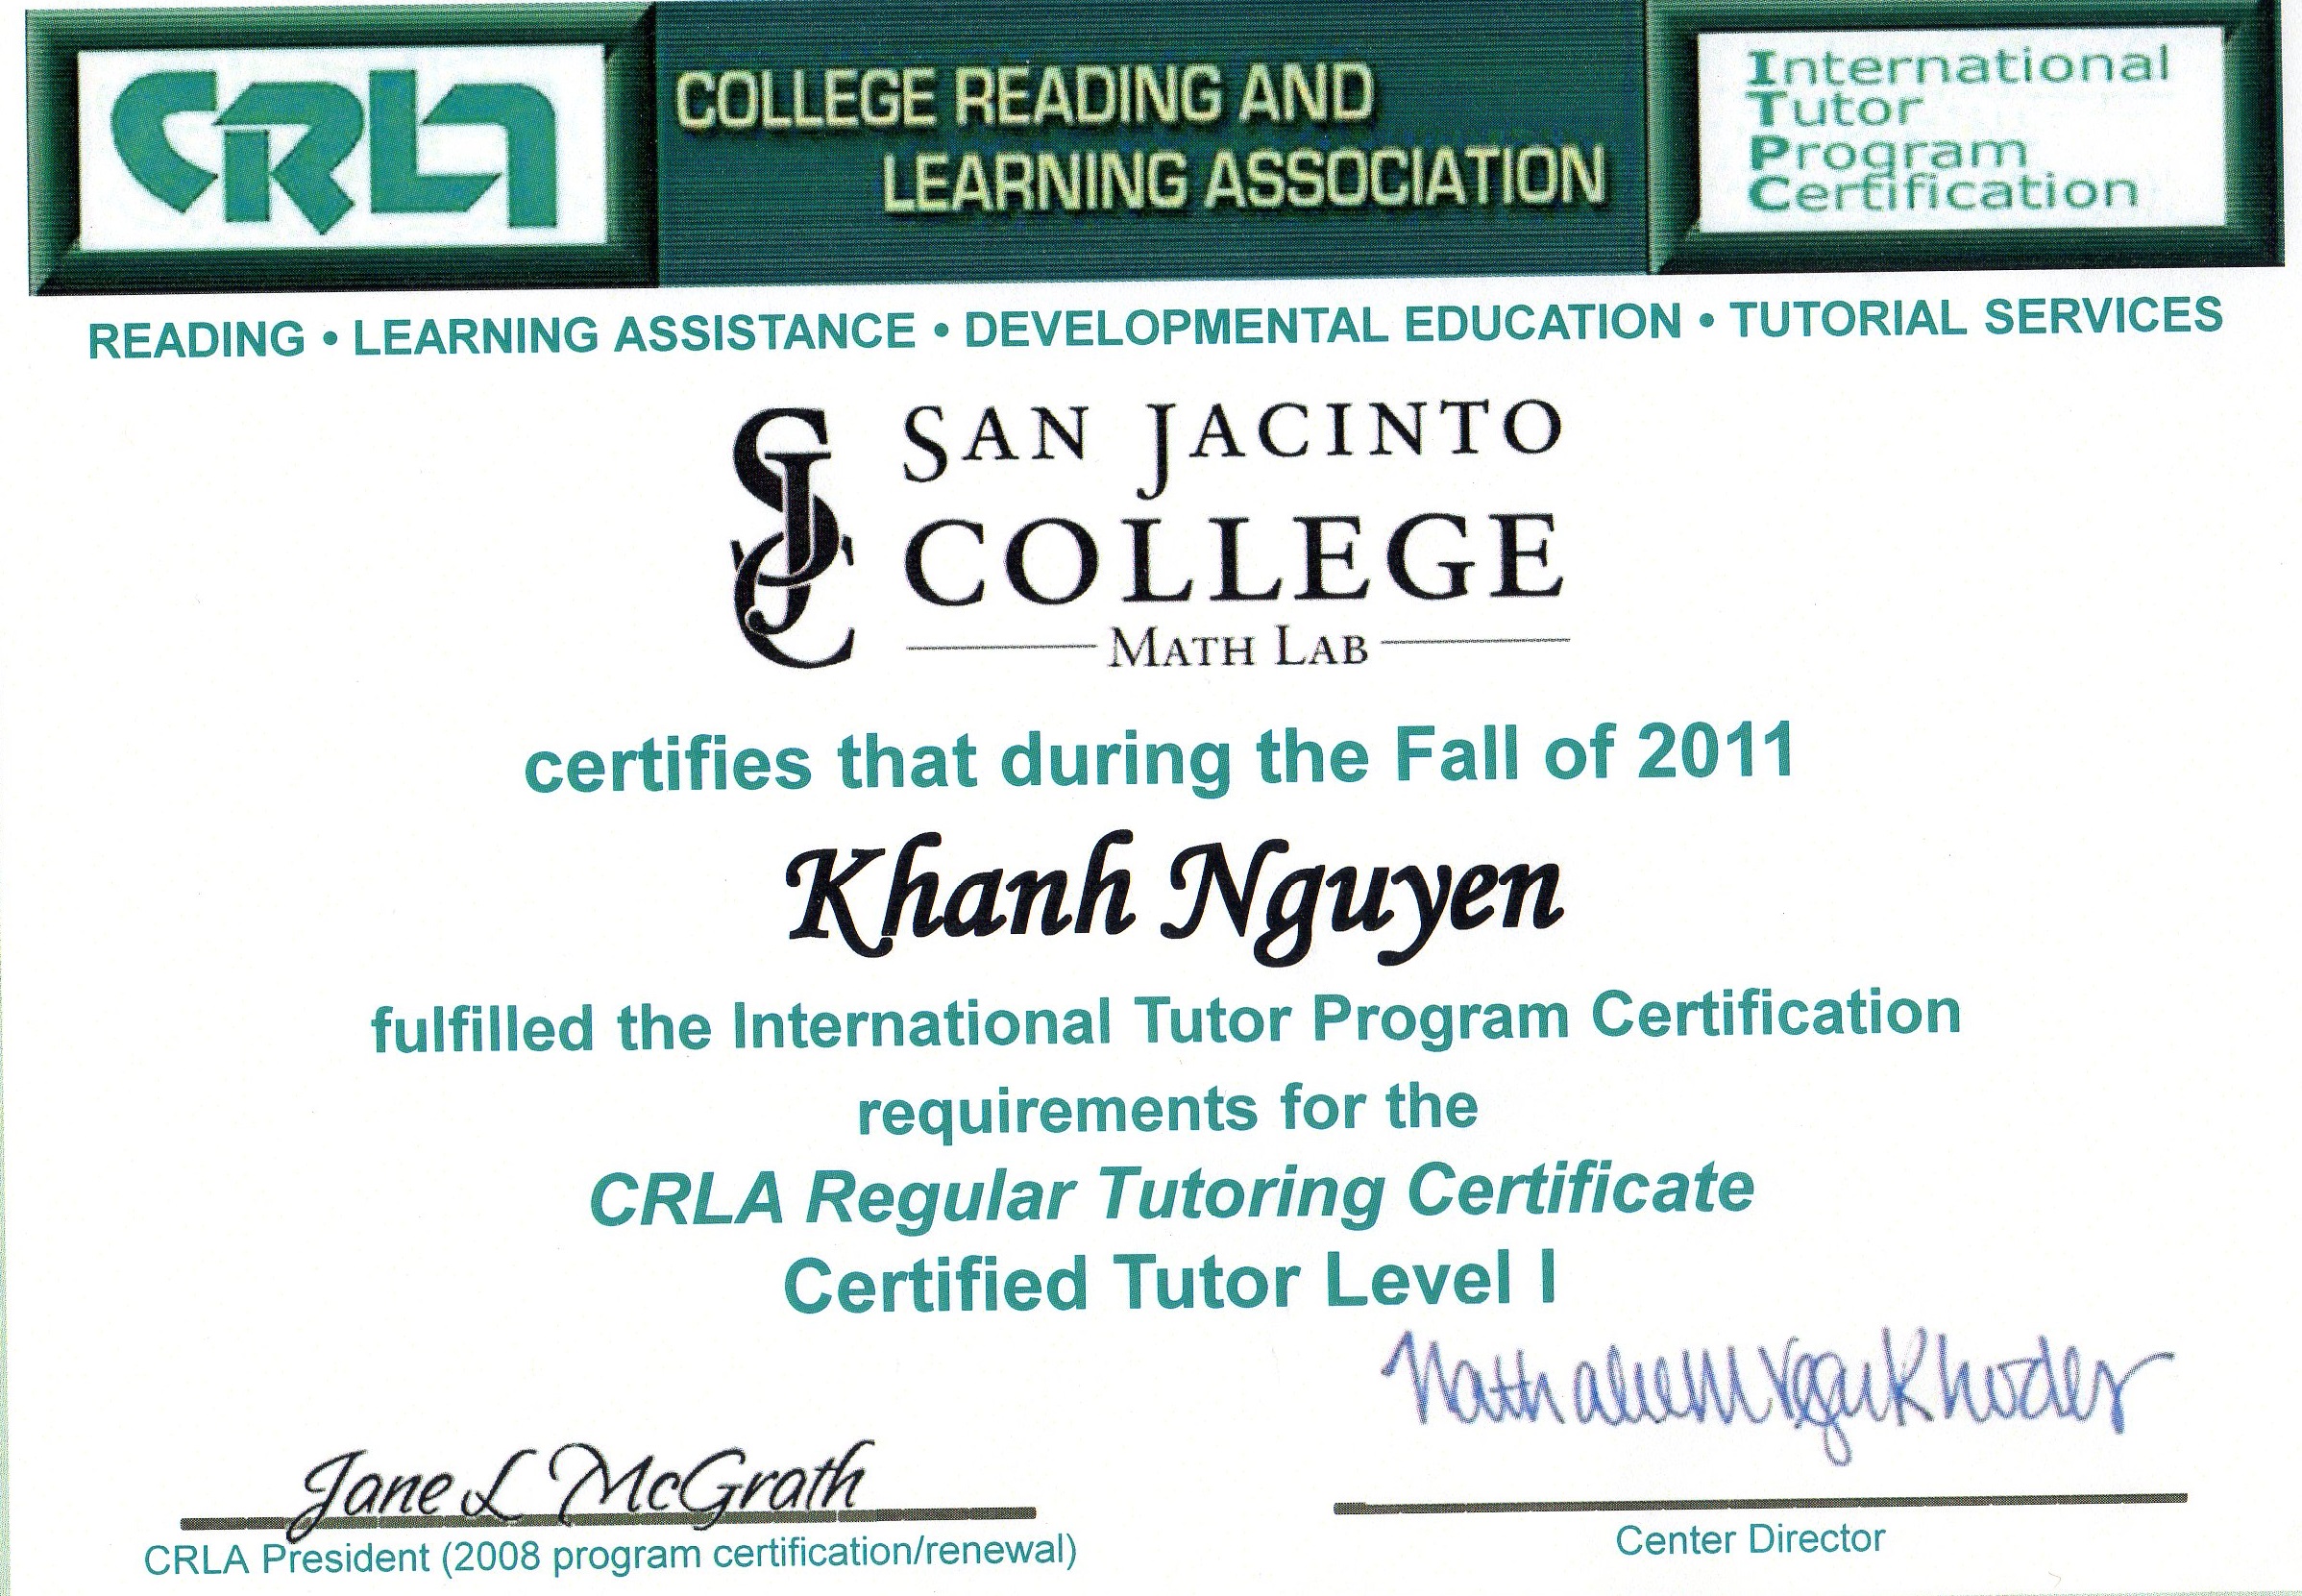 CRLA
COLLEGE READING AND
LEARNING ASSOCIATION
International
Tutor
Program
Certification
READING • LEARNING ASSISTANCE • DEVELOPMENTAL EDUCATION • TUTORIAL SERVICES
SJC
SAN JACINTO
COLLEGE
MATH LAB
certifies that during the Fall of 2011
Khanh Nguyen
fulfilled the International Tutor Program Certification
requirements for the
CRLA Regular Tutoring Certificate
Certified Tutor Level I
Jane L McGrath
CRLA President (2008 program certification/renewal)
Center Director